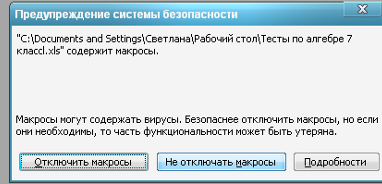 Предупреждение системы безопасности
"C:\Documents and Settings\Светлана\Рабочий стол\Тесты по алгебре 7
классl.xls" содержит макросы.
Макросы могут содержать вирусы. Безопаснее отключить макросы, но если
они необходимы, то часть функциональности может быть утеряна.
Отключить макросы Не отключать макросы Подробности